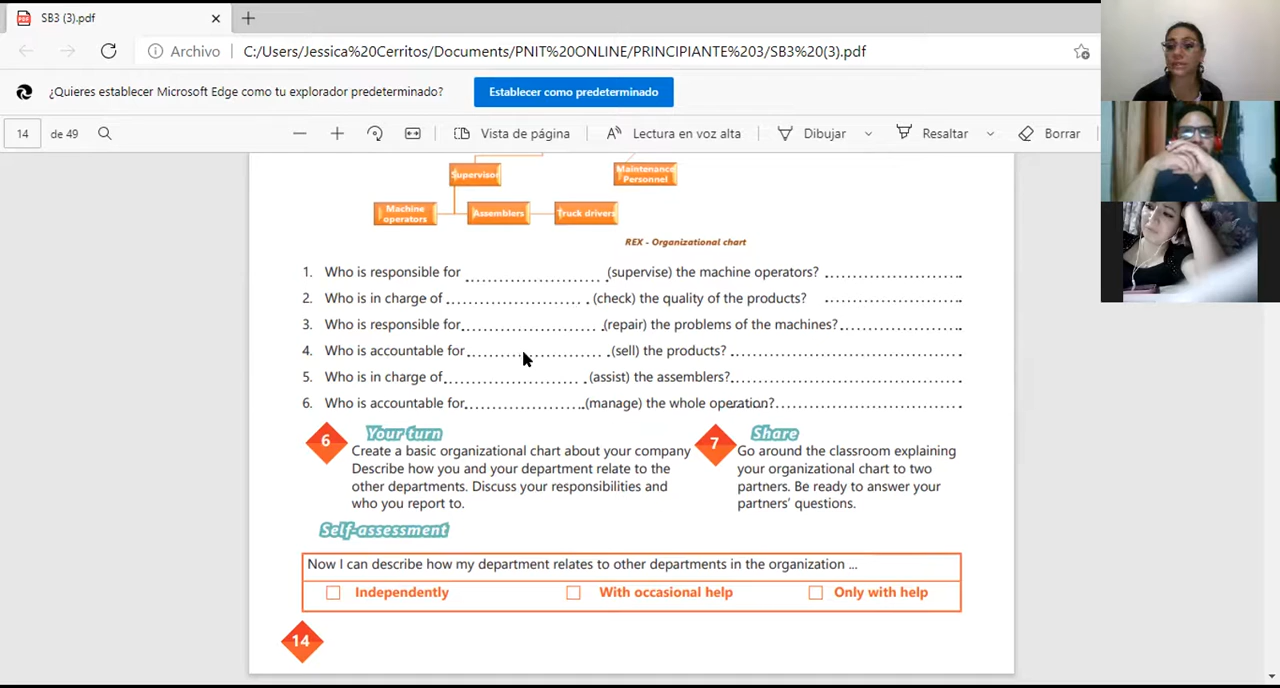 SB3 (3).pdf
Archivo C:/Users/Jessica%20Cerritos/Documents/PNIT%20ONLINE/PRINCIPIANTE%203/SB3%20(3).pdf
¿Quieres establecer Microsoft Edge como tu explorador predeterminado? Establecer como predeterminado
14 de 49 Vista de página Lectura en voz alta Dibujar Resaltar Borrar
Supervisor
Maintenance
Personnel
Machine
operators
Assemblers
Truck drivers
REX - Organizational chart
1. Who is responsible for ........................... (supervise) the machine operators? ...........................
2. Who is in charge of ........................... (check) the quality of the products? ...........................
3. Who is responsible for ........................... (repair) the problems of the machines? ...........................
4. Who is accountable for ........................... (sell) the products? ...........................
5. Who is in charge of ........................... (assist) the assemblers? ...........................
6. Who is accountable for ........................... (manage) the whole operation? ...........................
6 Your turn
Create a basic organizational chart about your company
Describe how you and your department relate to the
other departments. Discuss your responsibilities and
who you report to.
7 Share
Go around the classroom explaining
your organizational chart to two
partners. Be ready to answer your
partners' questions.
Self-assessment
Now I can describe how my department relates to other departments in the organization ...
Independently With occasional help Only with help
14